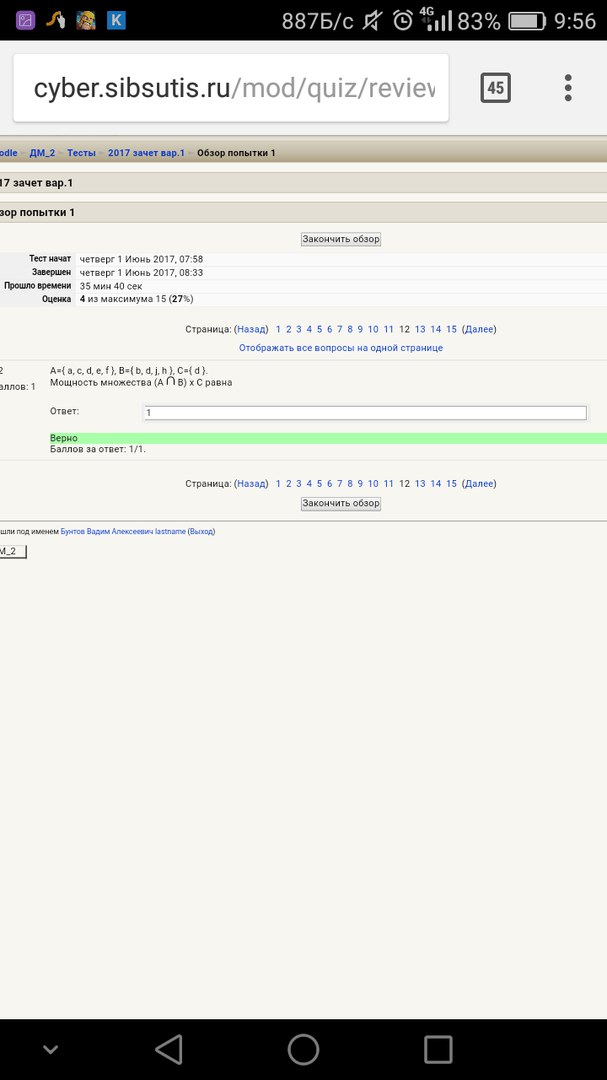 887Б/с 4G 83% 9:56
cyber.sibsutis.ru/mod/quiz/review
45
odle ДМ_2 Тесты 2017 зачет вар.1 Обзор попытки 1
17 зачет вар.1
зор попытки 1
Закончить обзор
Тест начат четверг 1 Июнь 2017, 07:58
Завершен четверг 1 Июнь 2017, 08:33
Прошло времени 35 мин 40 сек
Оценка 4 из максимума 15 (27%)
Страница: (Назад) 1 2 3 4 5 6 7 8 9 10 11 12 13 14 15 (Далее)
Отображать все вопросы на одной странице
2
аллов: 1
A={ a, c, d, e, f }, B={ b, d, j, h }, C={ d }.
Мощность множества (A ∩ B) x C равна
Ответ: 1
Верно
Баллов за ответ: 1/1.
Страница: (Назад) 1 2 3 4 5 6 7 8 9 10 11 12 13 14 15 (Далее)
Закончить обзор
шли под именем Бунтов Вадим Алексеевич lastname (Выход)
М_2